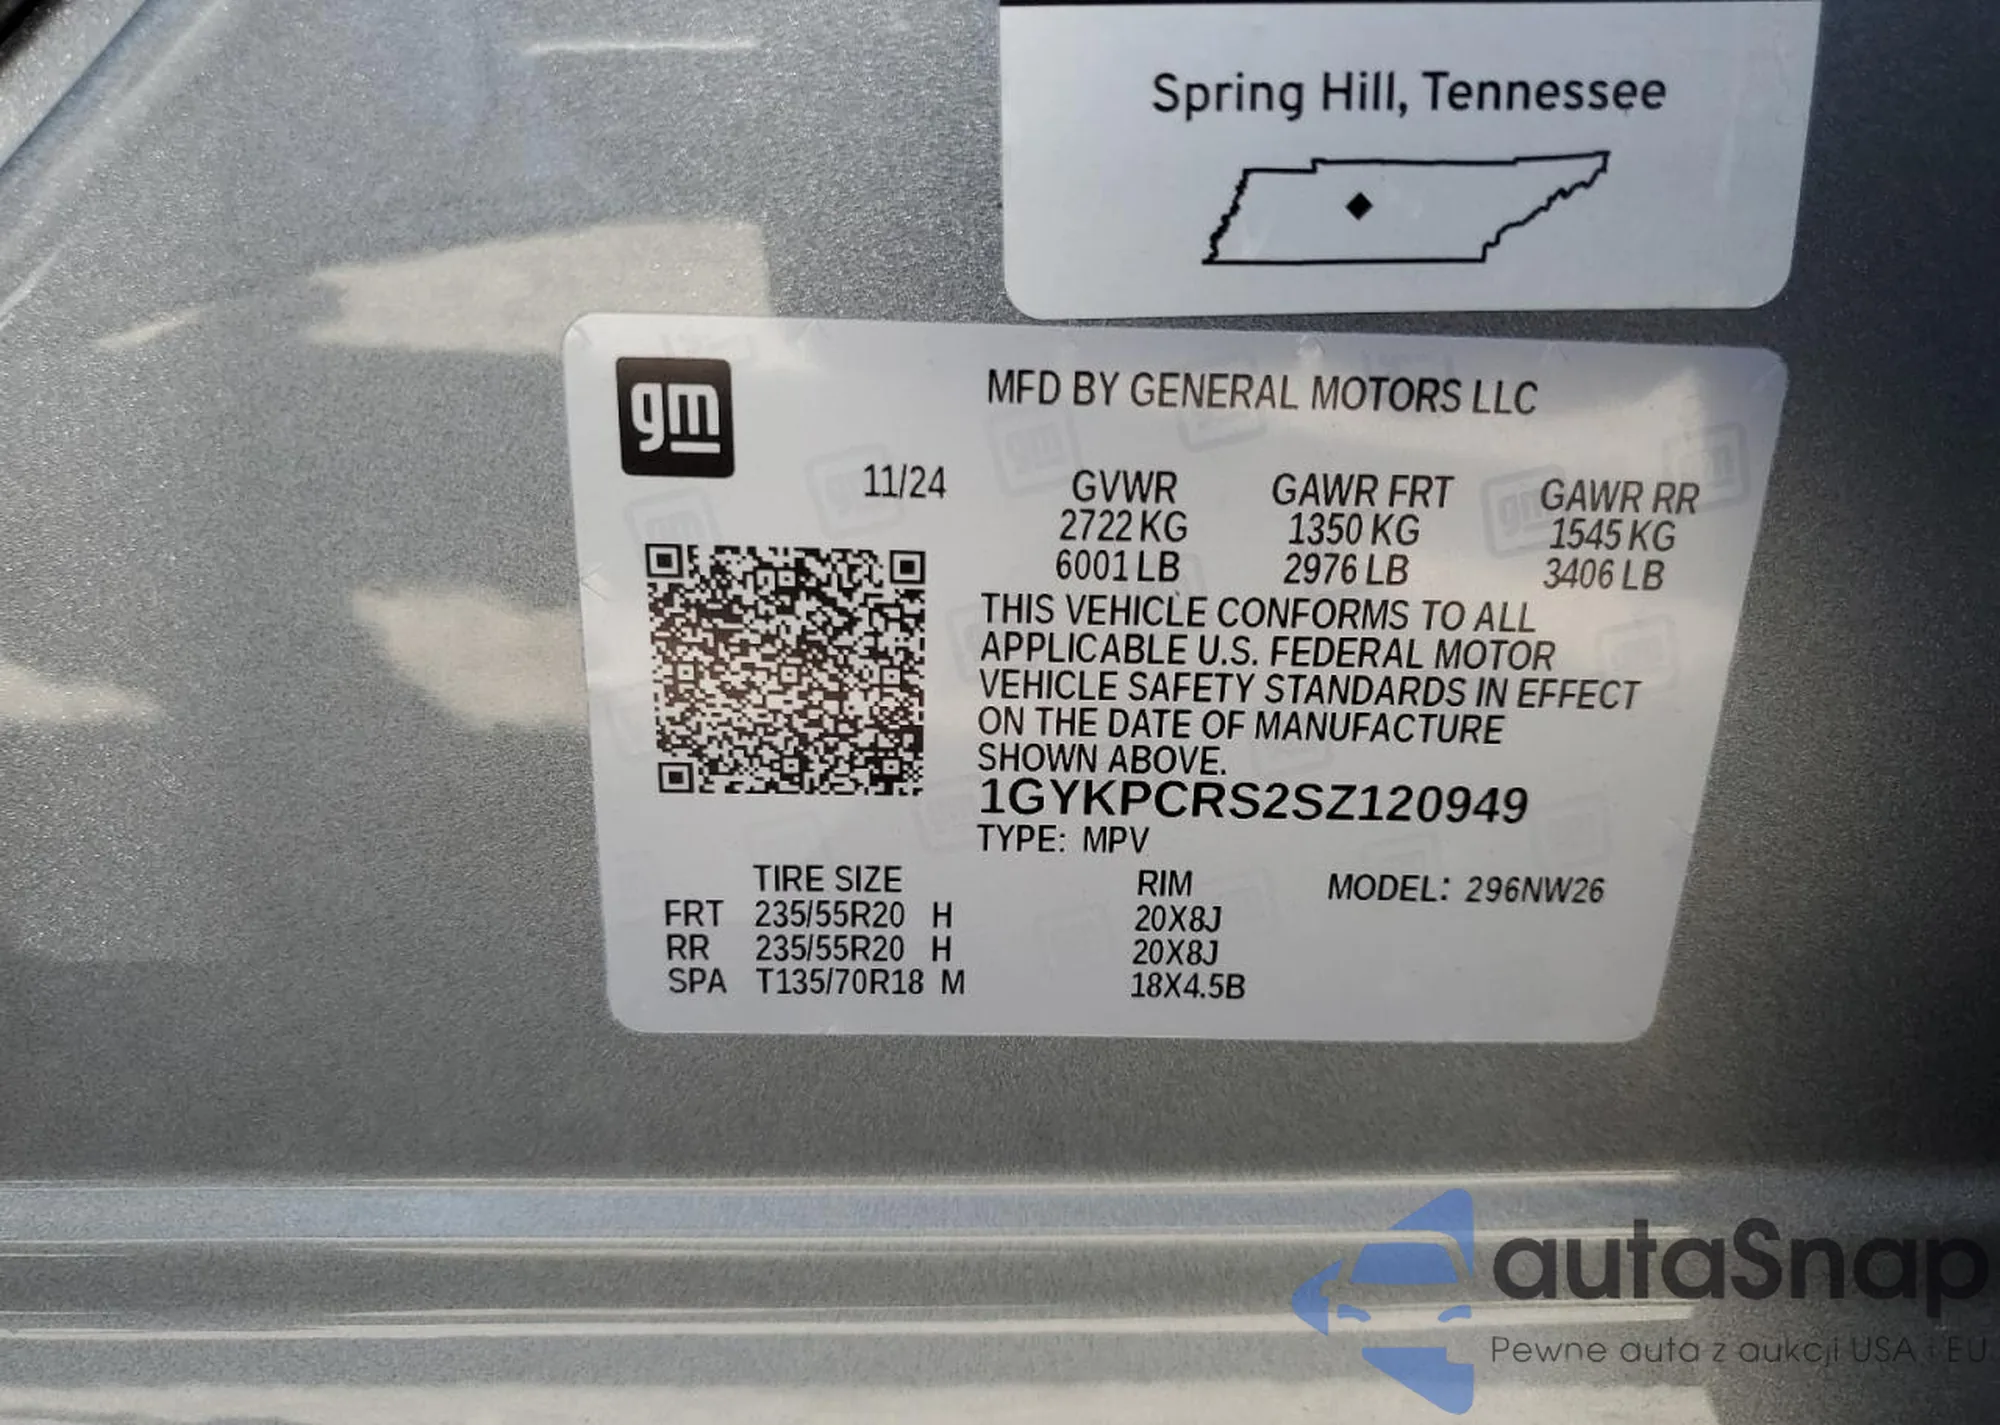 Spring Hill, Tennessee
gm
MFD BY GENERAL MOTORS LLC
11/24 GVWR GAWR FRT GAWR RR
2722 KG 1350 KG 1545 KG
6001 LB 2976 LB 3406 LB
THIS VEHICLE CONFORMS TO ALL
APPLICABLE U.S. FEDERAL MOTOR
VEHICLE SAFETY STANDARDS IN EFFECT
ON THE DATE OF MANUFACTURE
SHOWN ABOVE.
1GYKPCRS2SZ120949
TYPE: MPV
TIRE SIZE RIM MODEL: 296NW26
FRT 235/55R20 H 20X8J
RR 235/55R20 H 20X8J
SPA T135/70R18 M 18X4.5B
autaSnap
Pewne auta z aukcji USA i EU